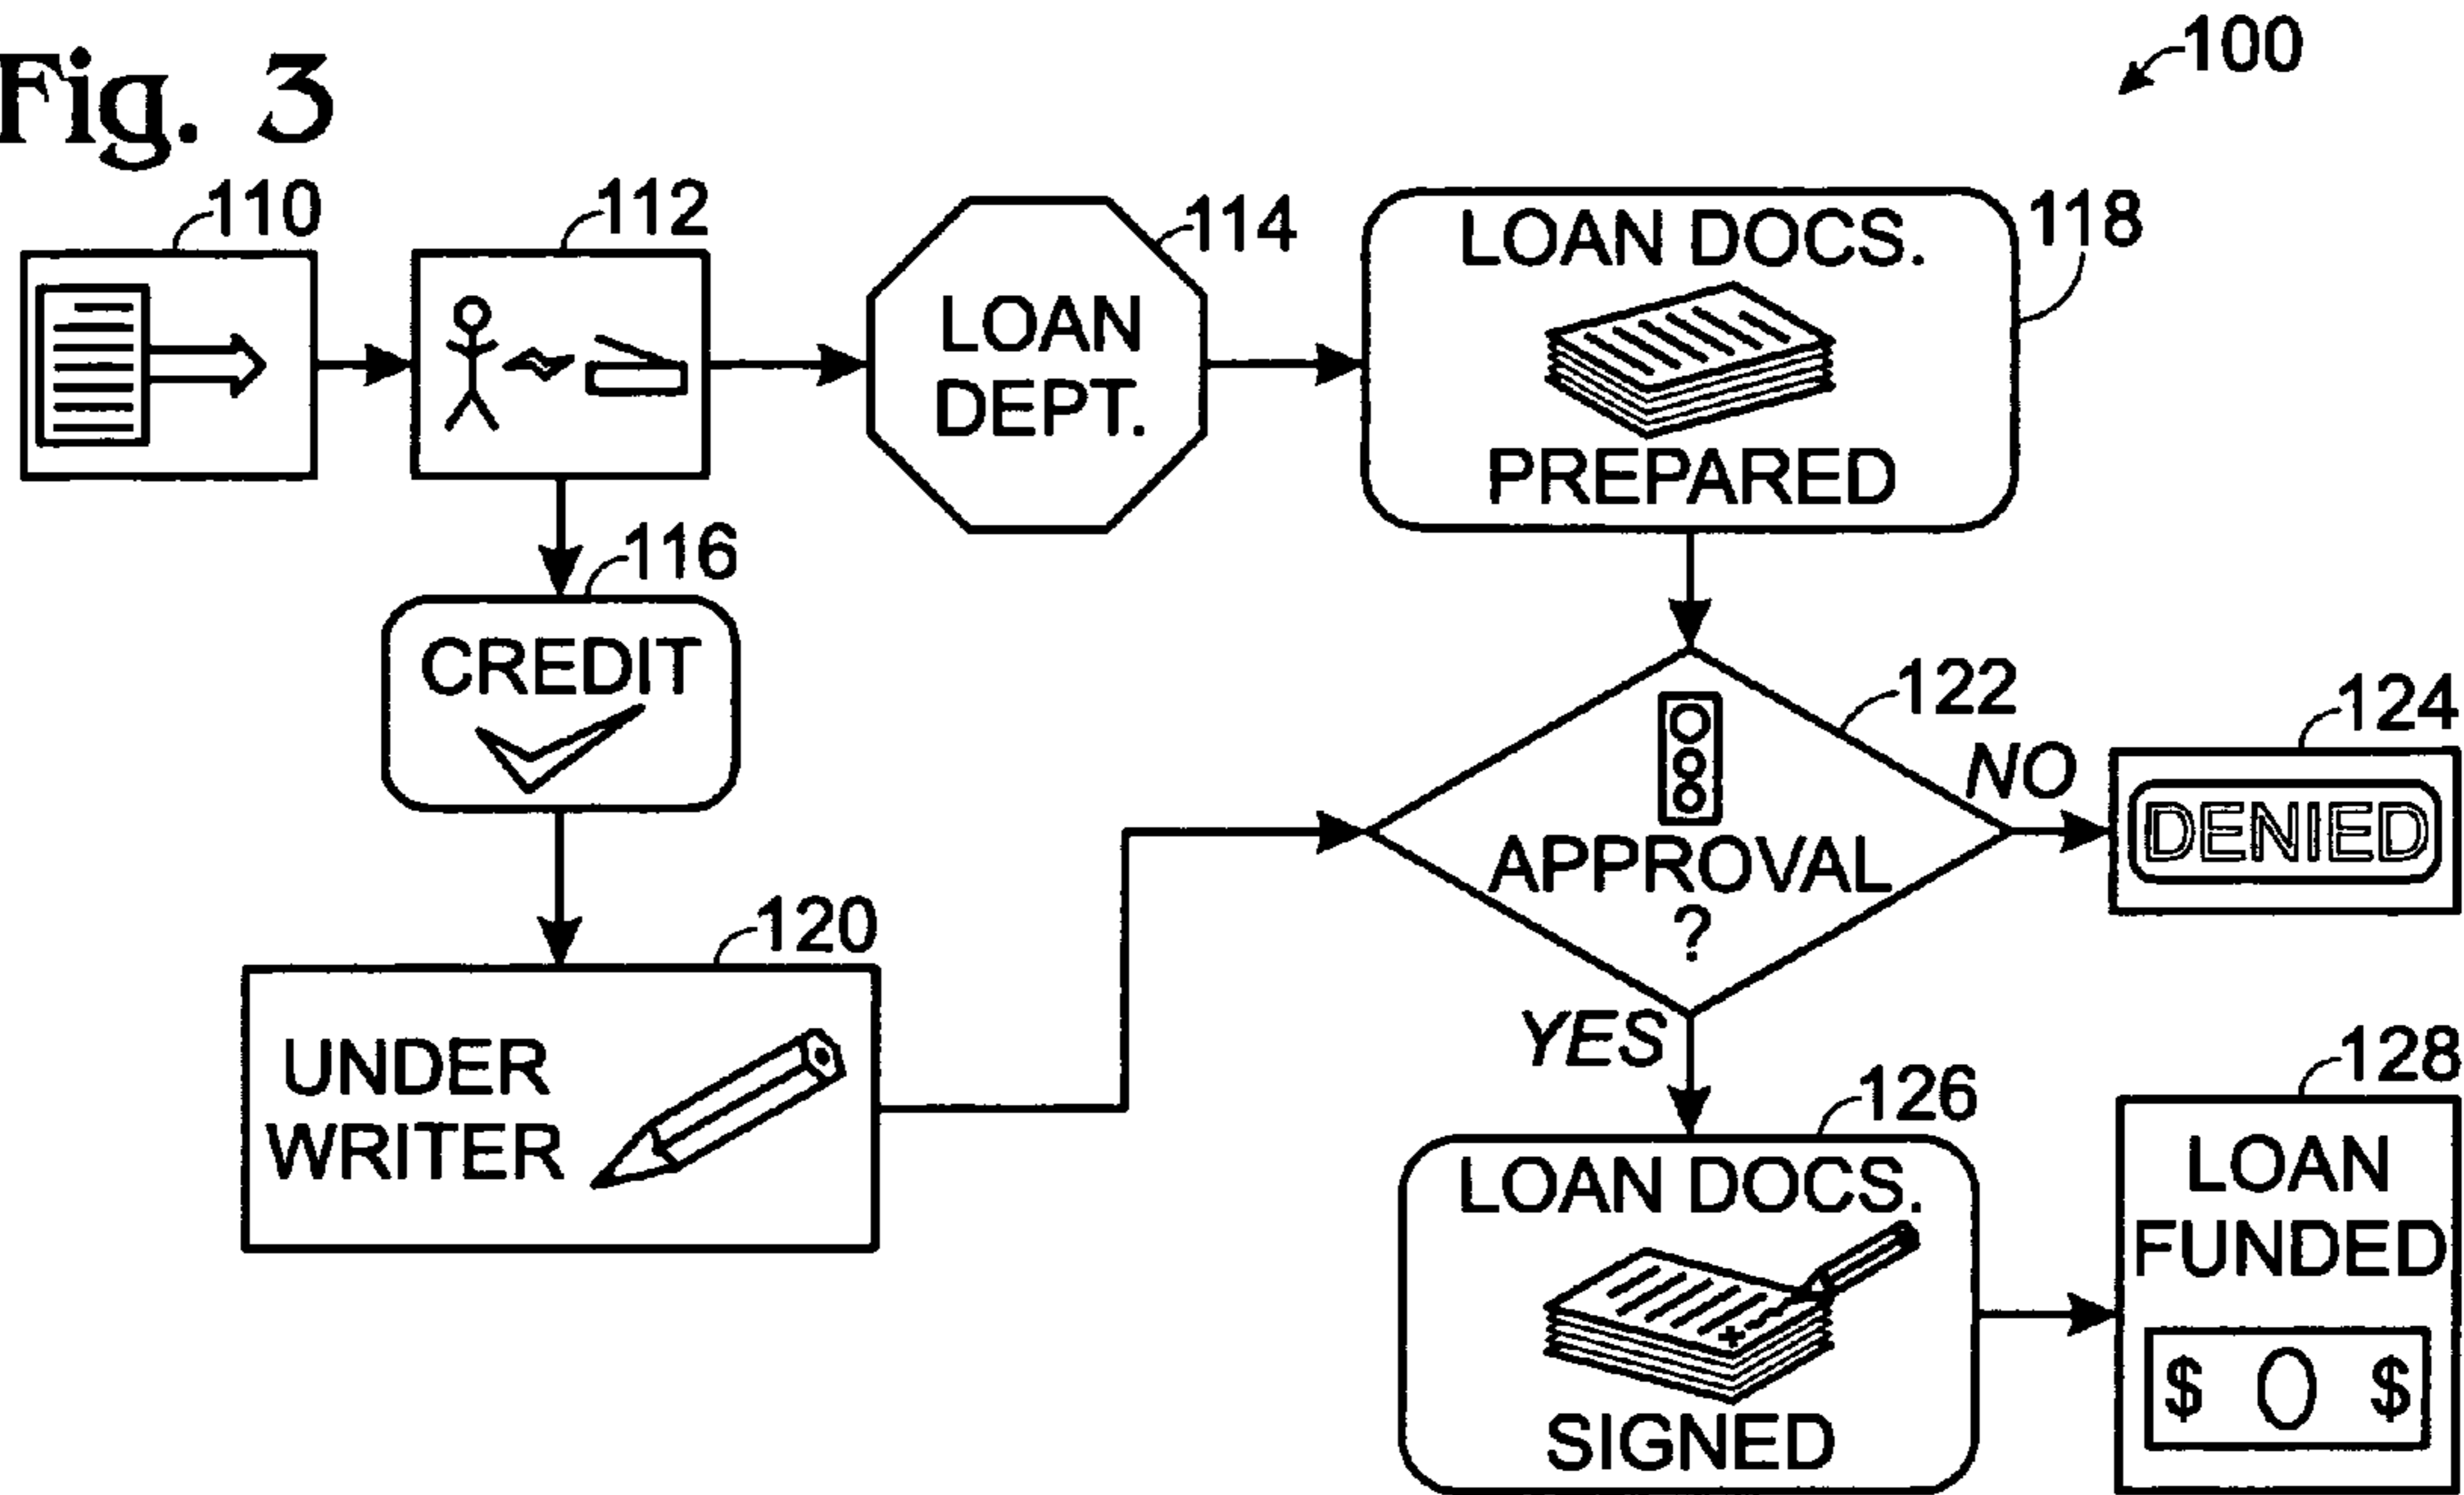 Fig. 3
100
110
112
114
LOAN
DEPT.
118
LOAN DOCS.
PREPARED
116
CREDIT
120
UNDER
WRITER
122
APPROVAL
?
NO
124
DENIED
YES
126
LOAN DOCS.
SIGNED
128
LOAN
FUNDED
$ 0 $